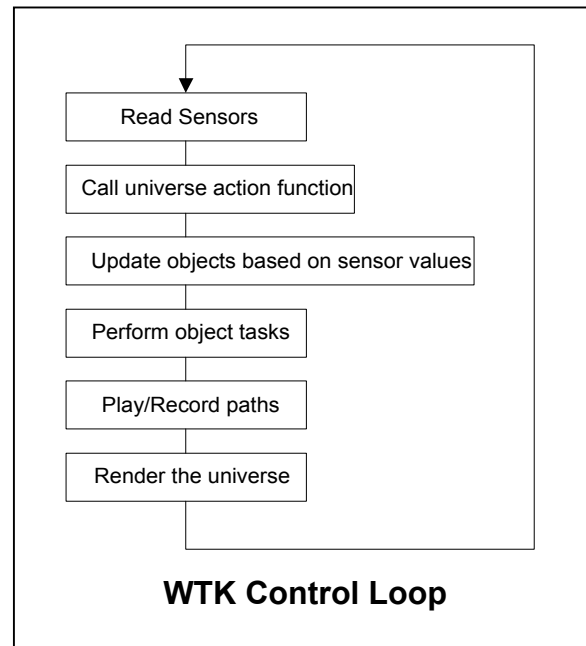 Read Sensors
Call universe action function
Update objects based on sensor values
Perform object tasks
Play/Record paths
Render the universe
WTK Control Loop